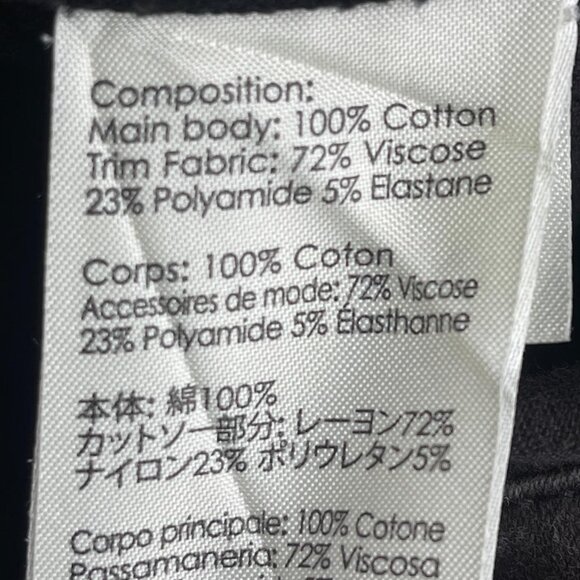 Composition:
Main body: 100% Cotton
Trim Fabric: 72% Viscose
23% Polyamide 5% Elastane
Corps: 100% Coton
Accessoires de mode: 72% Viscose
23% Polyamide 5% Élasthanne
本体: 綿100%
カットソー部分: レーヨン72%
ナイロン23% ポリウレタン5%
Corpo principale: 100% Cotone
Passamaneria: 72% Viscosa